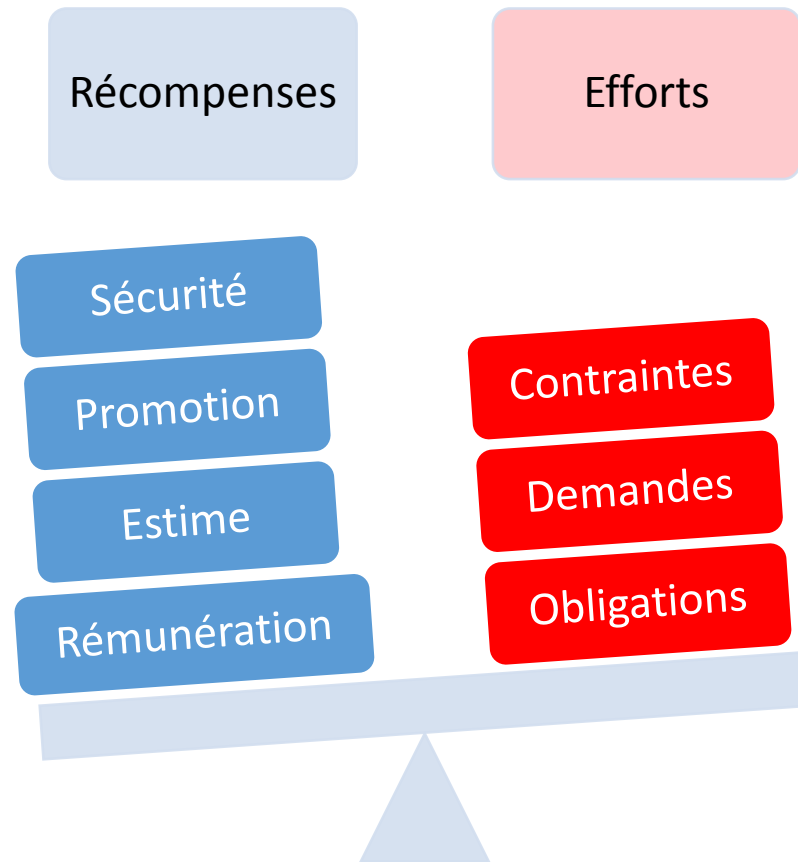 Récompenses
Efforts
Sécurité
Promotion
Estime
Rémunération
Contraintes
Demandes
Obligations